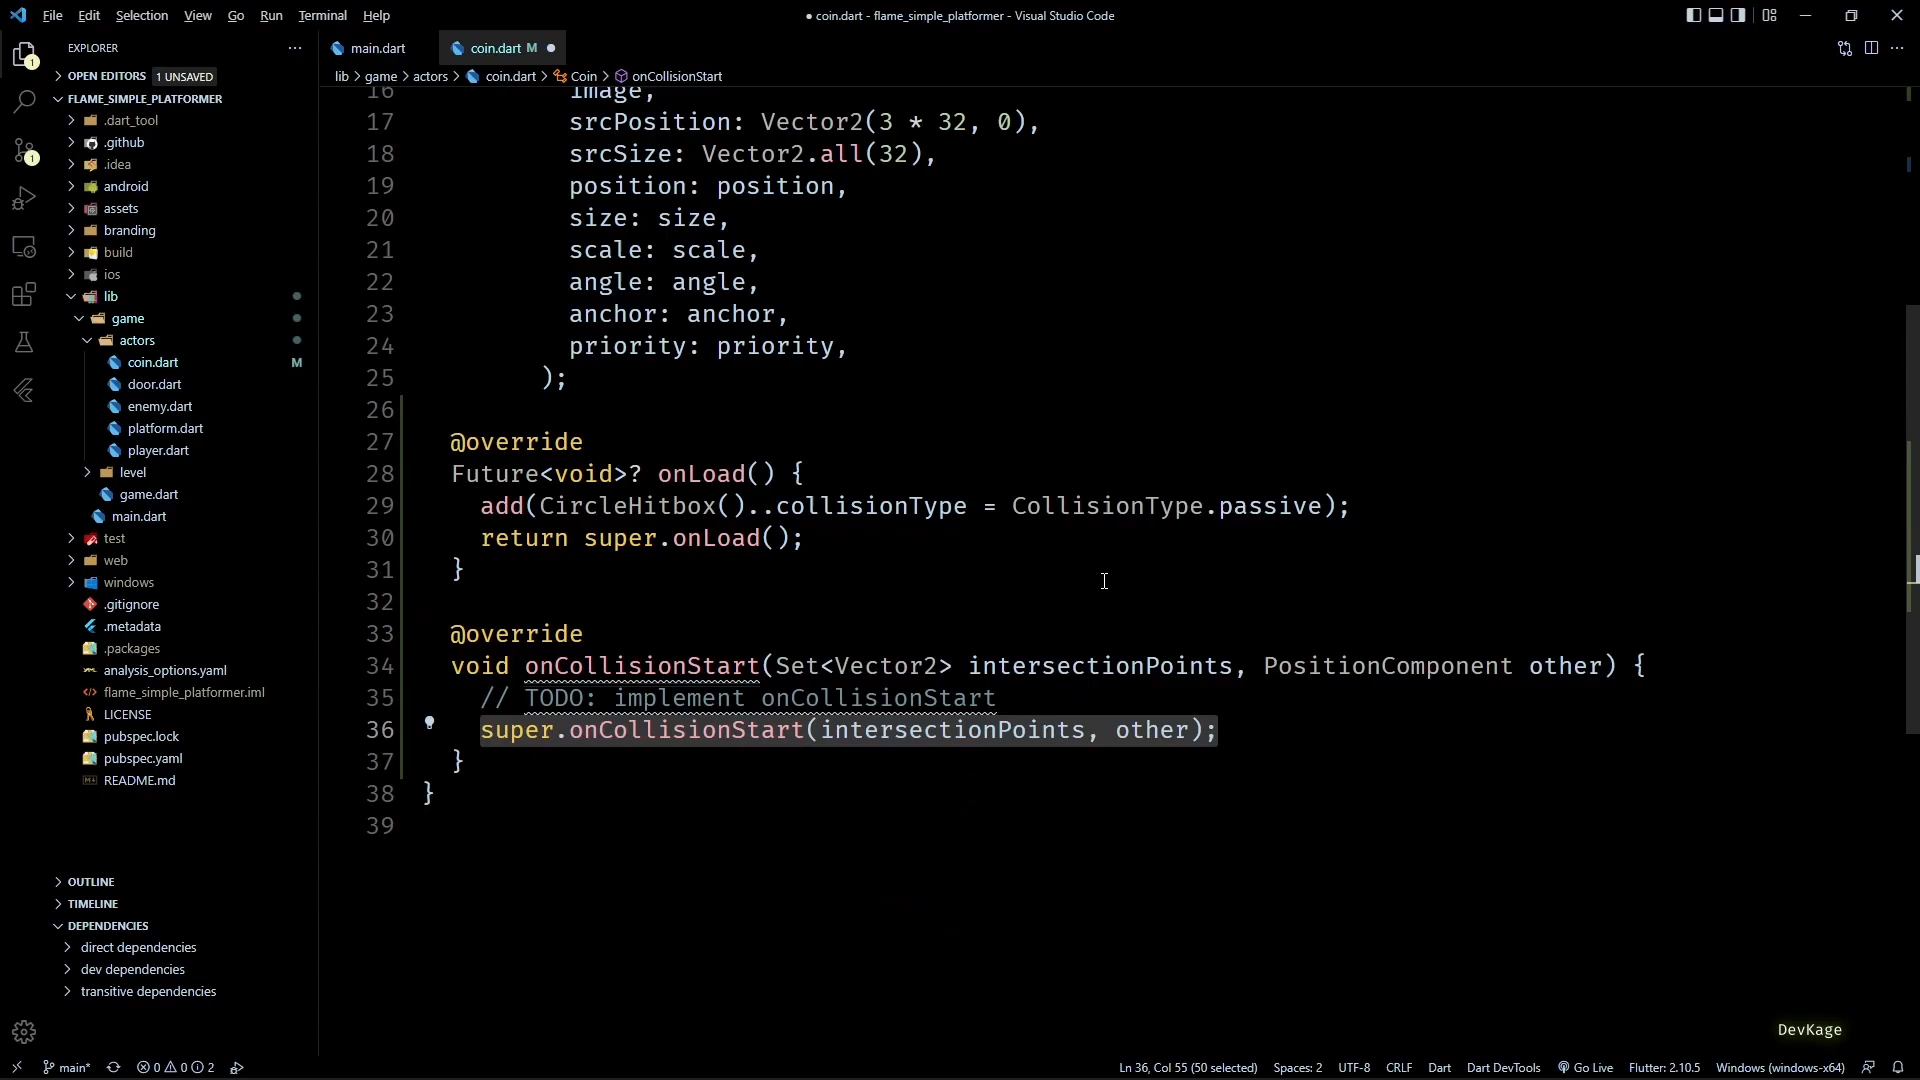 File Edit Selection View Go Run Terminal Help
● coin.dart - flame_simple_platformer - Visual Studio Code
EXPLORER
OPEN EDITORS 1 UNSAVED
FLAME_SIMPLE_PLATFORMER
.dart_tool
.github
.idea
android
assets
branding
build
ios
lib
game
actors
coin.dart M
door.dart
enemy.dart
platform.dart
player.dart
level
game.dart
main.dart
test
web
windows
.gitignore
.metadata
.packages
analysis_options.yaml
flame_simple_platformer.iml
LICENSE
pubspec.lock
pubspec.yaml
README.md
OUTLINE
TIMELINE
DEPENDENCIES
direct dependencies
dev dependencies
transitive dependencies
main.dart
coin.dart M
lib > game > actors > coin.dart > Coin > onCollisionStart
16 image,
17 srcPosition: Vector2(3 * 32, 0),
18 srcSize: Vector2.all(32),
19 position: position,
20 size: size,
21 scale: scale,
22 angle: angle,
23 anchor: anchor,
24 priority: priority,
25 );
26
27 @override
28 Future<void>? onLoad() {
29 add(CircleHitbox()..collisionType = CollisionType.passive);
30 return super.onLoad();
31 }
32
33 @override
34 void onCollisionStart(Set<Vector2> intersectionPoints, PositionComponent other) {
35 // TODO: implement onCollisionStart
36 super.onCollisionStart(intersectionPoints, other);
37 }
38 }
39
DevKage
main* 0 0 2 Ln 36, Col 55 (50 selected) Spaces: 2 UTF-8 CRLF Dart Dart DevTools Go Live Flutter: 2.10.5 Windows (windows-x64)